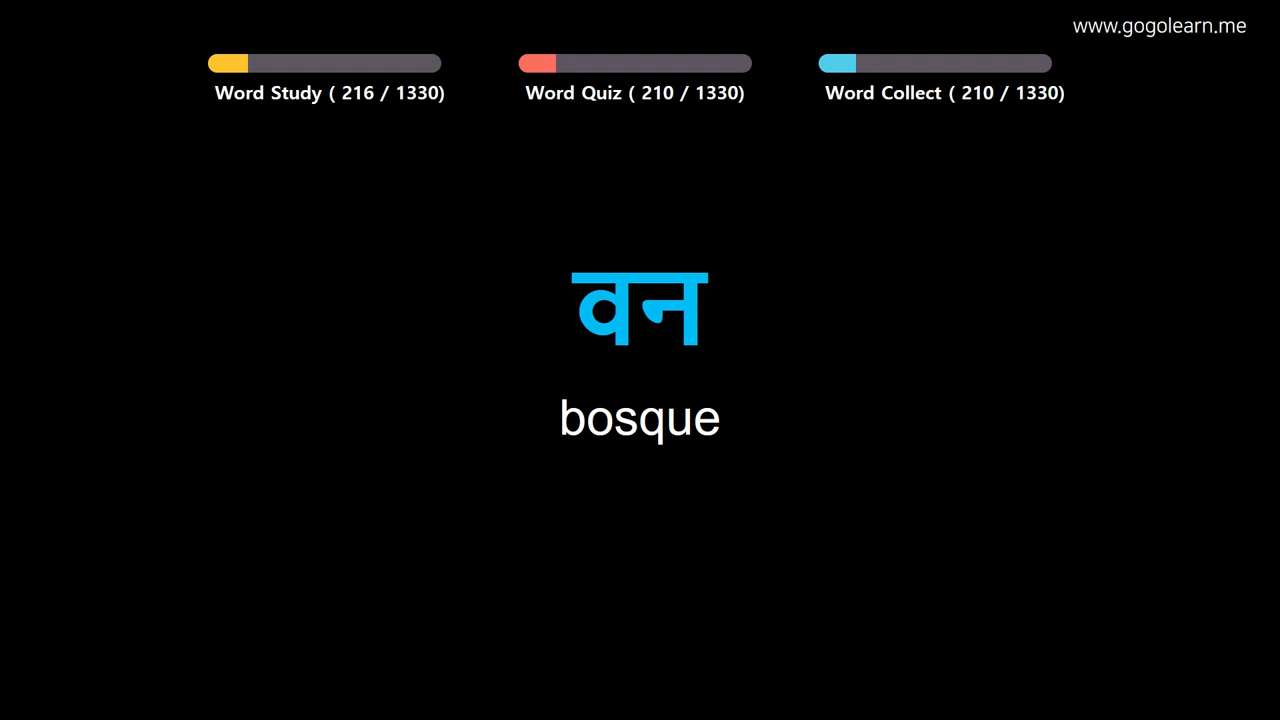 www.gogolearn.me
Word Study ( 216 / 1330)
Word Quiz ( 210 / 1330)
Word Collect ( 210 / 1330)
वन
bosque